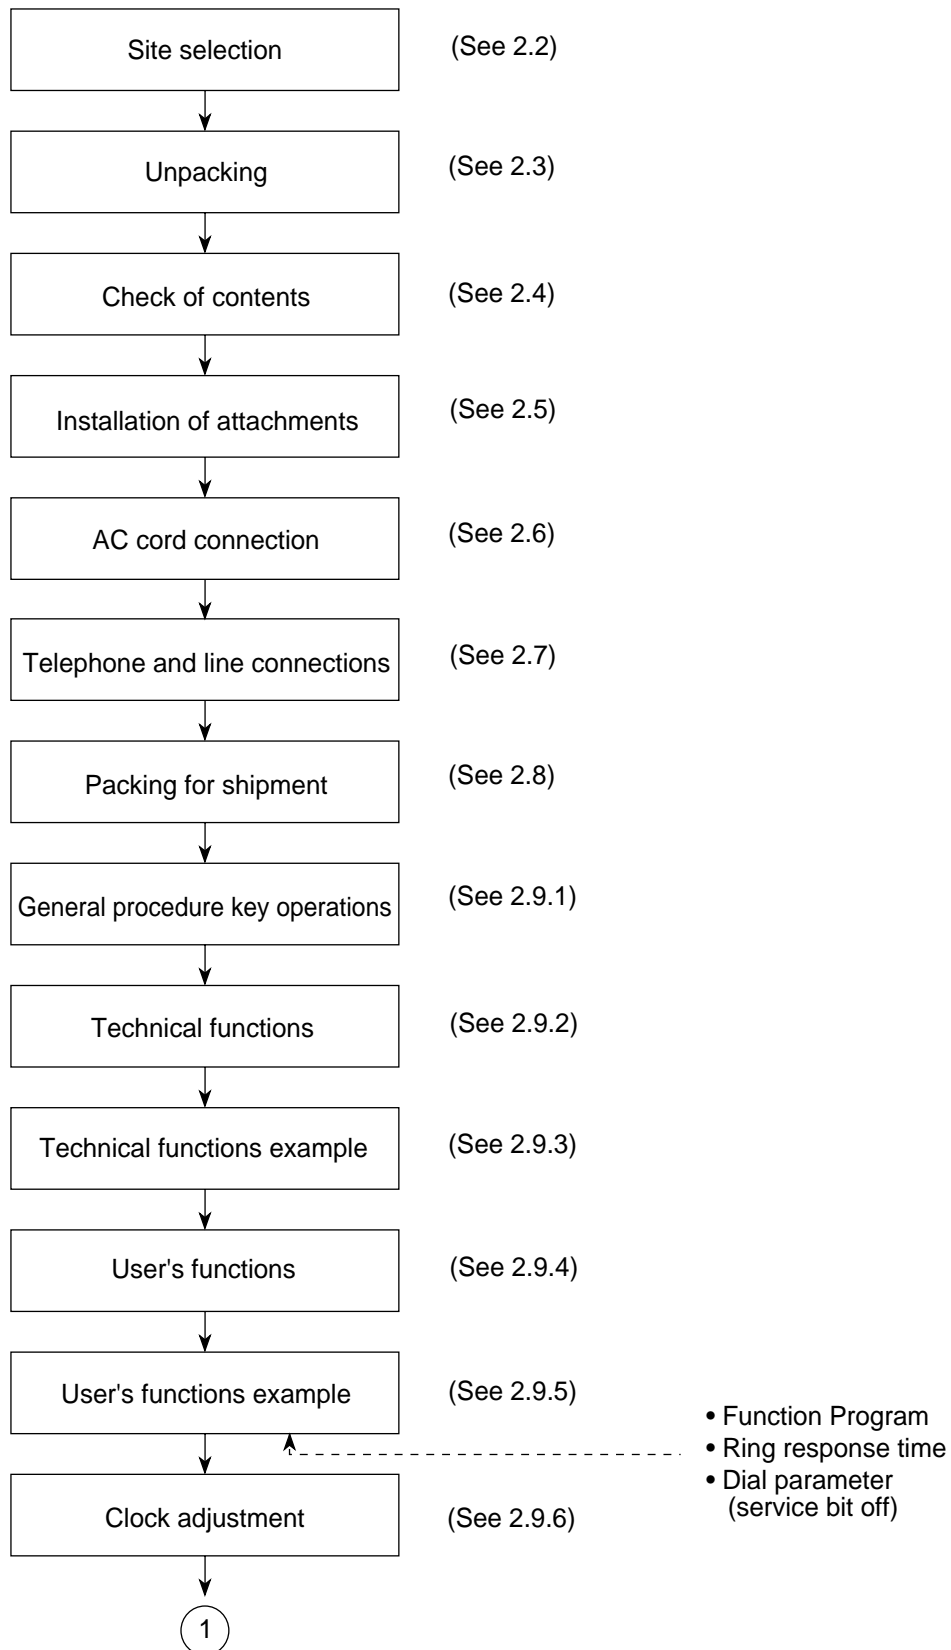 Site selection (See 2.2)
Unpacking (See 2.3)
Check of contents (See 2.4)
Installation of attachments (See 2.5)
AC cord connection (See 2.6)
Telephone and line connections (See 2.7)
Packing for shipment (See 2.8)
General procedure key operations (See 2.9.1)
Technical functions (See 2.9.2)
Technical functions example (See 2.9.3)
User's functions (See 2.9.4)
User's functions example (See 2.9.5)
• Function Program
• Ring response time
• Dial parameter
(service bit off)
Clock adjustment (See 2.9.6)
1